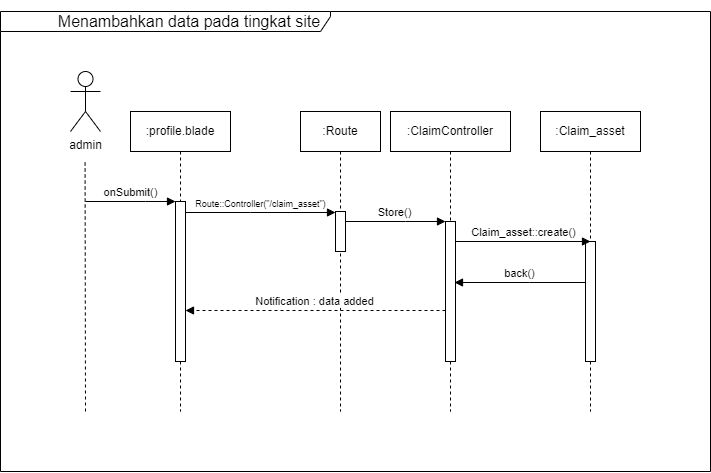 Menambahkan data pada tingkat site
admin
:profile.blade
:Route
:ClaimController
:Claim_asset
onSubmit()
Route::Controller("/claim_asset")
Store()
Claim_asset::create()
back()
Notification : data added